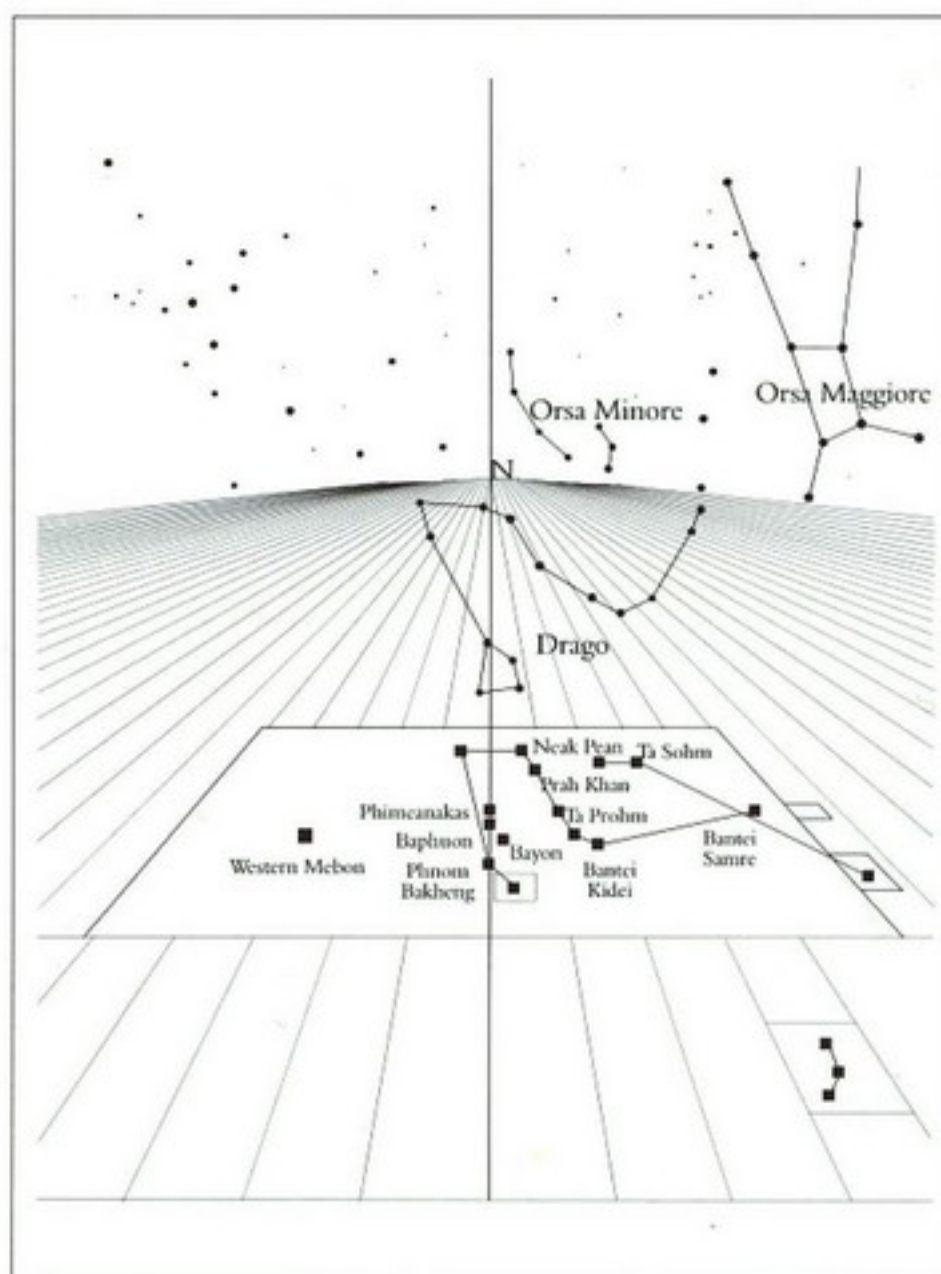 Orsa Maggiore
Orsa Minore
N
Drago
Neak Pean
Ta Sohm
Prah Khan
Phimeanakas
Ta Prohm
Baphuon
Bayon
Bantei
Samre
Western Mebon
Phnom
Bakheng
Bantei
Kidei